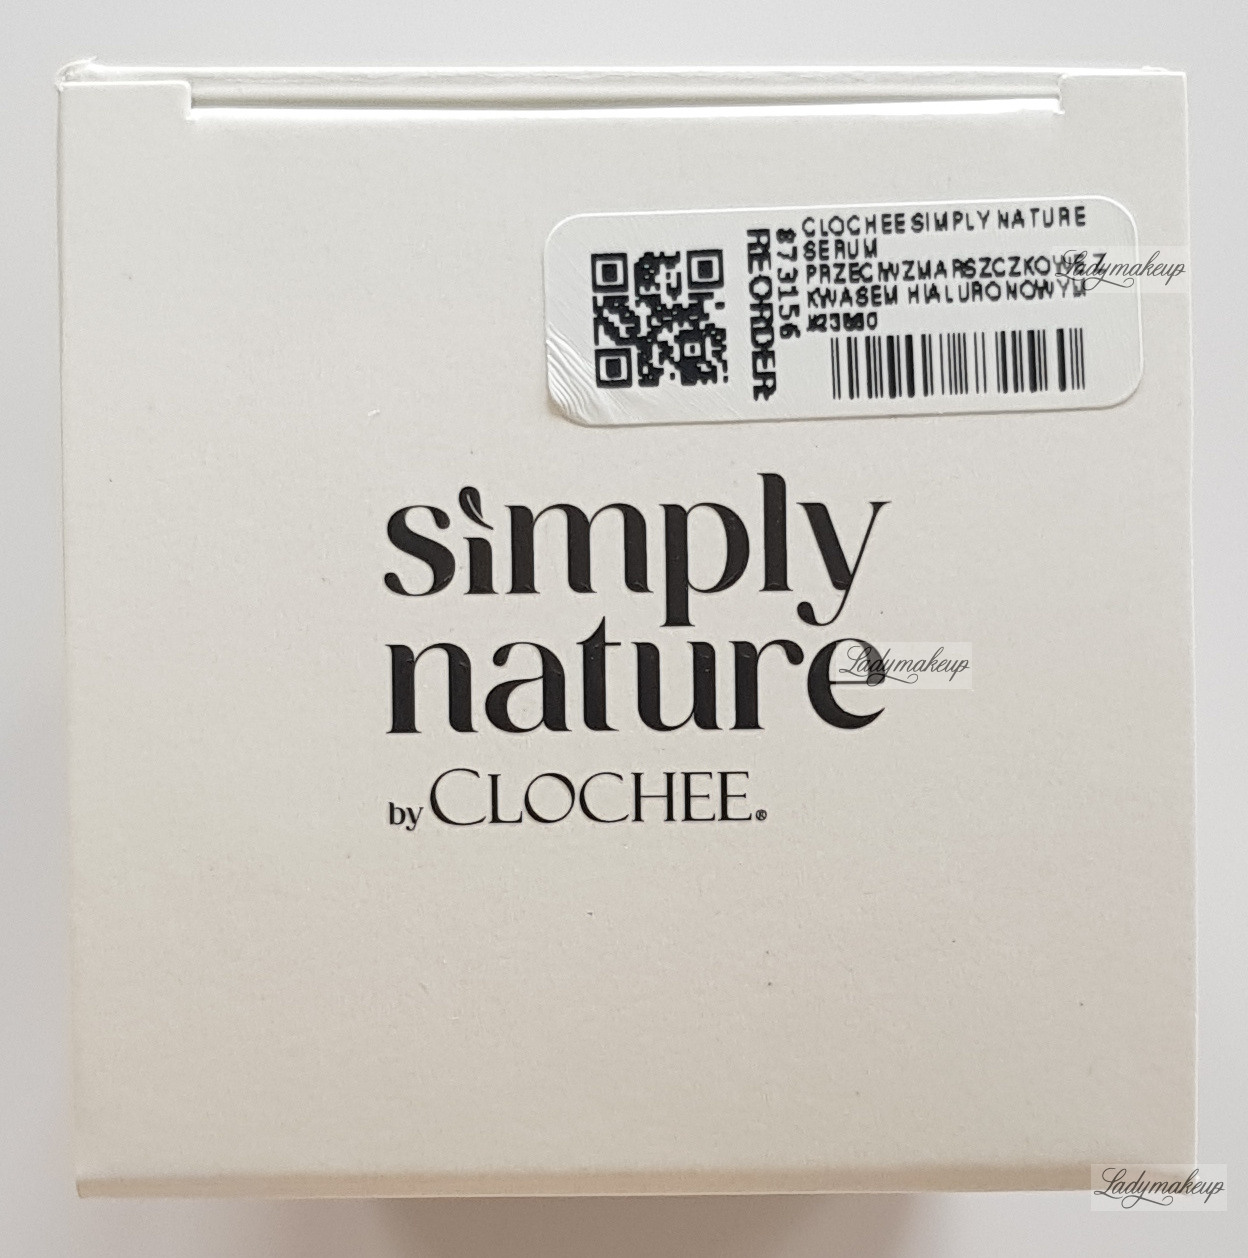 CLOCHEE SIMPLY NATURE
SERUM
PRZECIWZMARSZCZKOWE Z
KWASEM HIALURONOWYM
873156
REORDER
simply
nature
by CLOCHEE®
Ladymakeup
Ladymakeup
Ladymakeup